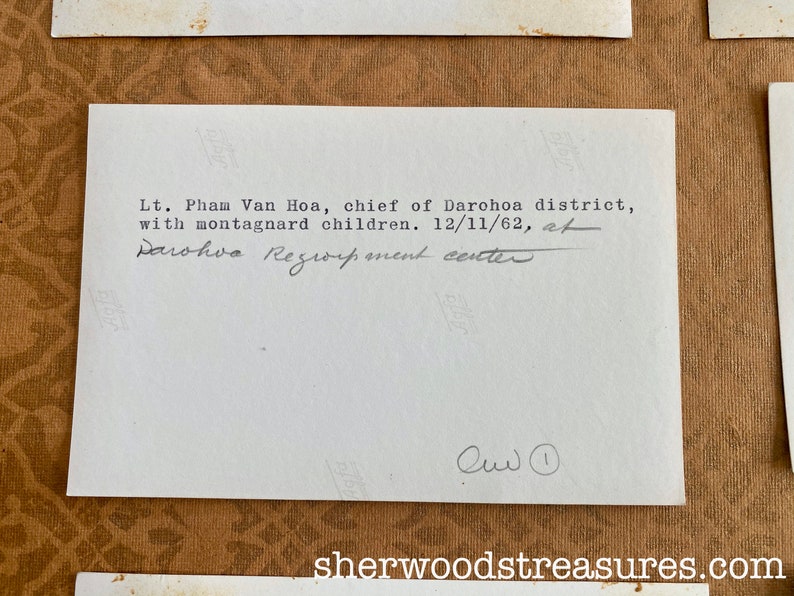 Lt. Pham Van Hoa, chief of Darohoa district,
with montagnard children. 12/11/62, at
Darohoa Regroupment center
1
sherwoodstreasures.com